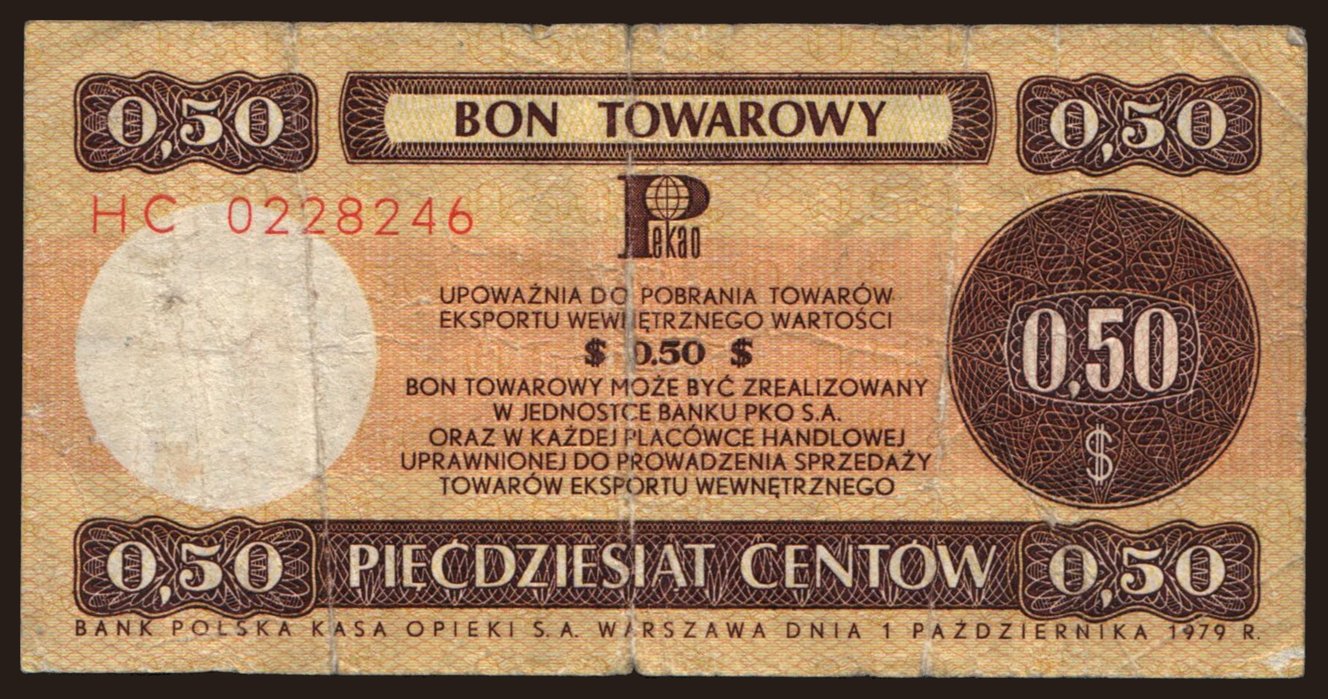 0,50 BON TOWAROWY 0,50
HC 0228246
Pekao
UPOWAŻNIA DO POBRANIA TOWARÓW
EKSPORTU WEWNĘTRZNEGO WARTOŚCI
$ 0.50 $
BON TOWAROWY MOŻE BYĆ ZREALIZOWANY
W JEDNOSTCE BANKU PKO S.A.
ORAZ W KAŻDEJ PLACÓWCE HANDLOWEJ
UPRAWNIONEJ DO PROWADZENIA SPRZEDAŻY
TOWARÓW EKSPORTU WEWNĘTRZNEGO
0,50
$
0,50 PIĘĆDZIESIĄT CENTÓW 0,50
BANK POLSKA KASA OPIEKI S.A. WARSZAWA DNIA 1 PAŹDZIERNIKA 1979 R.